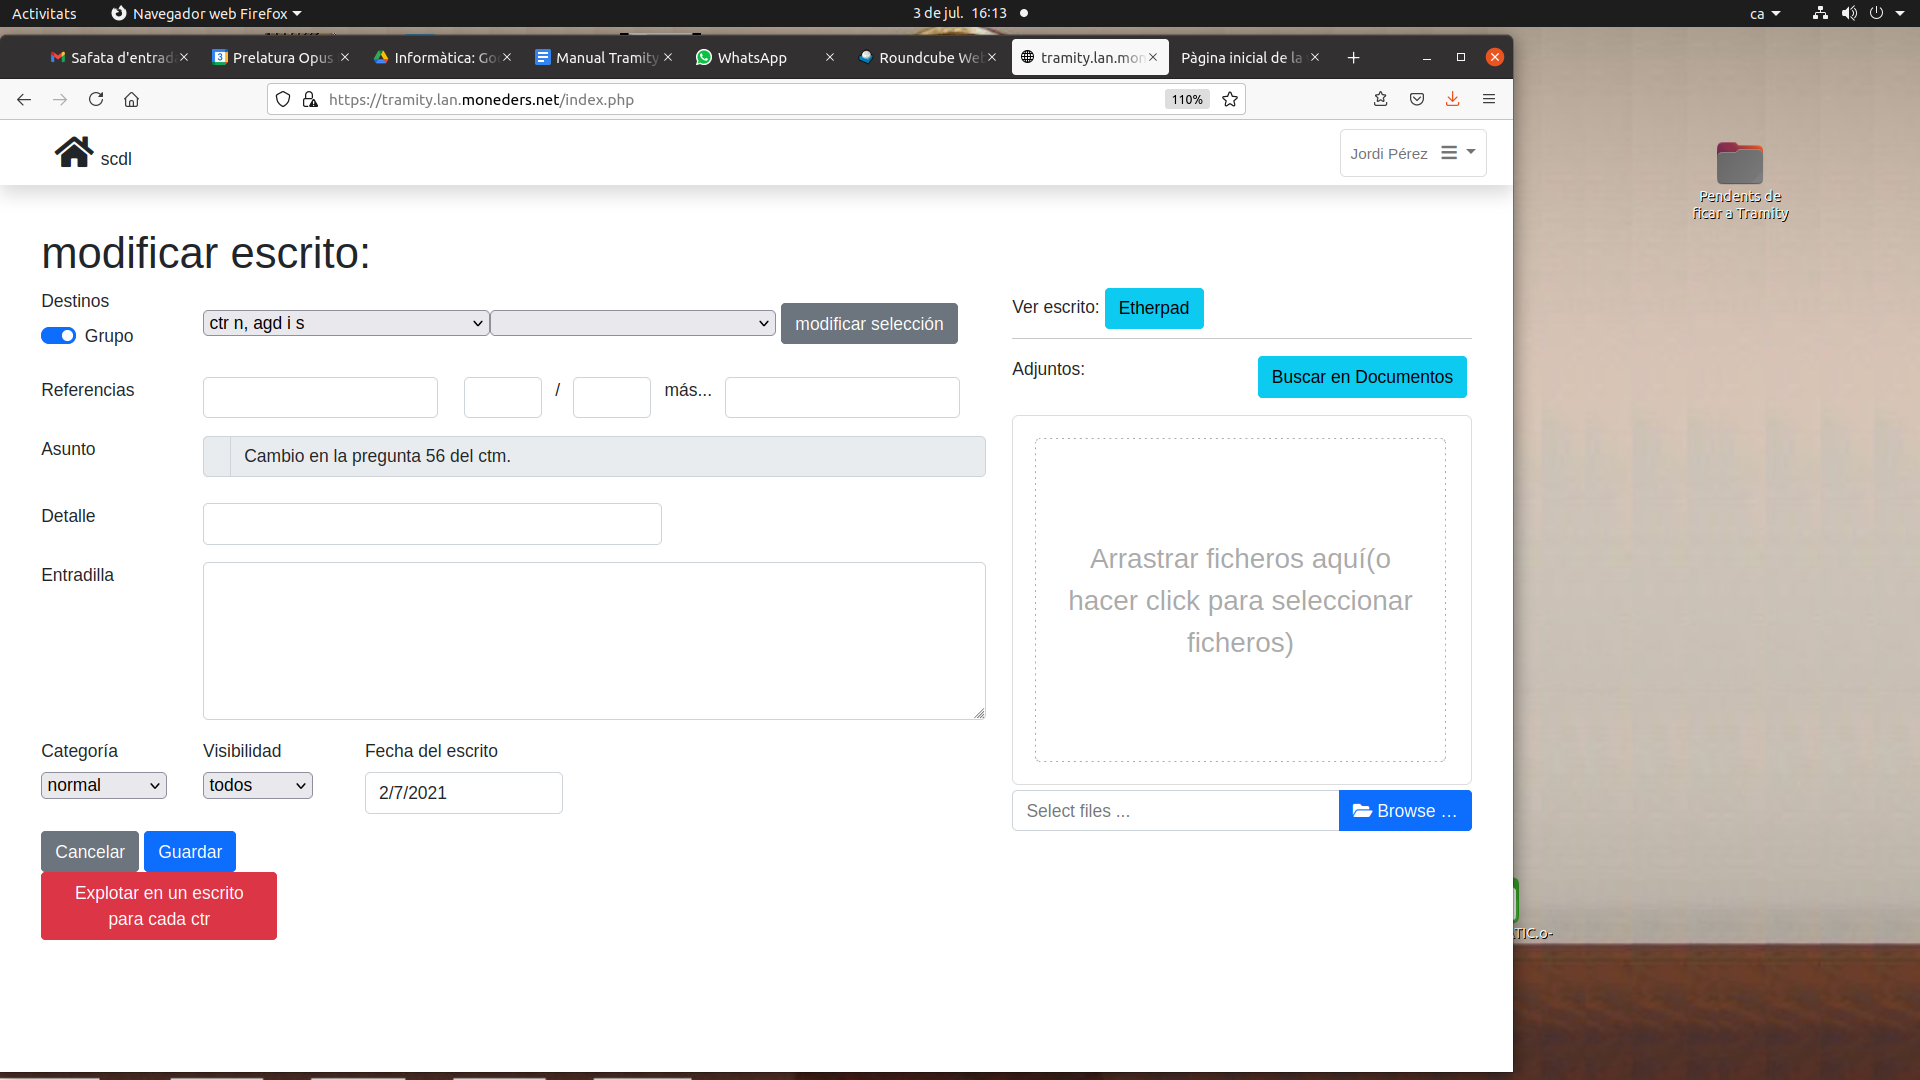 Activitats
Navegador web Firefox
3 de jul. 16:13
ca
Safata d'entrad
Prelatura Opus
Informàtica: Go
Manual Tramity
WhatsApp
Roundcube We
tramity.lan.mon
Pàgina inicial de la
https://tramity.lan.moneders.net/index.php
110%
scdl
Jordi Pérez
Pendents de
ficar a Tramity
modificar escrito:
Destinos
Grupo
ctr n, agd i s
modificar selección
Ver escrito:
Etherpad
Adjuntos:
Buscar en Documentos
Referencias
/
más...
Asunto
Cambio en la pregunta 56 del ctm.
Detalle
Entradilla
Arrastrar ficheros aquí(o
hacer click para seleccionar
ficheros)
Categoría
Visibilidad
Fecha del escrito
normal
todos
2/7/2021
Select files ...
Browse ...
Cancelar
Guardar
Explotar en un escrito
para cada ctr
TIC.o-